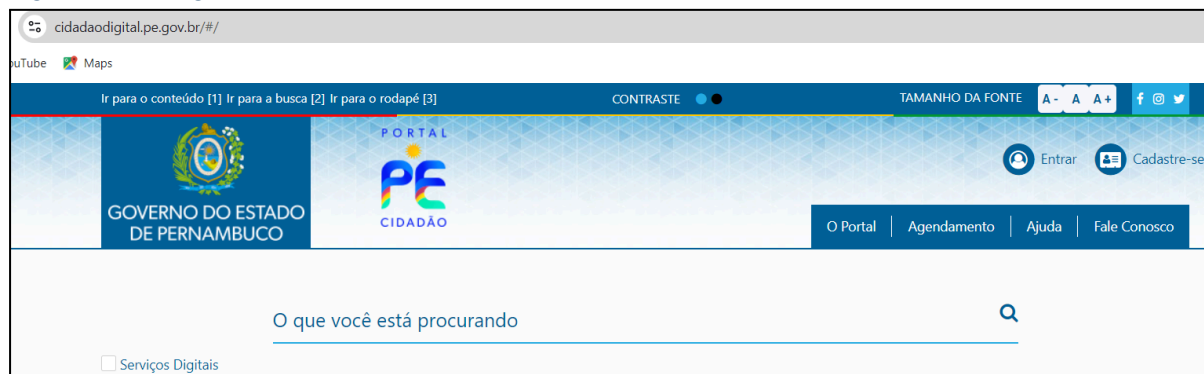 cidadaodigital.pe.gov.br/#/
ouTube Maps
Ir para o conteúdo [1] Ir para a busca [2] Ir para o rodapé [3] CONTRASTE TAMANHO DA FONTE A- A A+
PORTAL
PE
CIDADÃO
GOVERNO DO ESTADO
DE PERNAMBUCO
Entrar Cadastre-se
O Portal Agendamento Ajuda Fale Conosco
O que você está procurando
Serviços Digitais